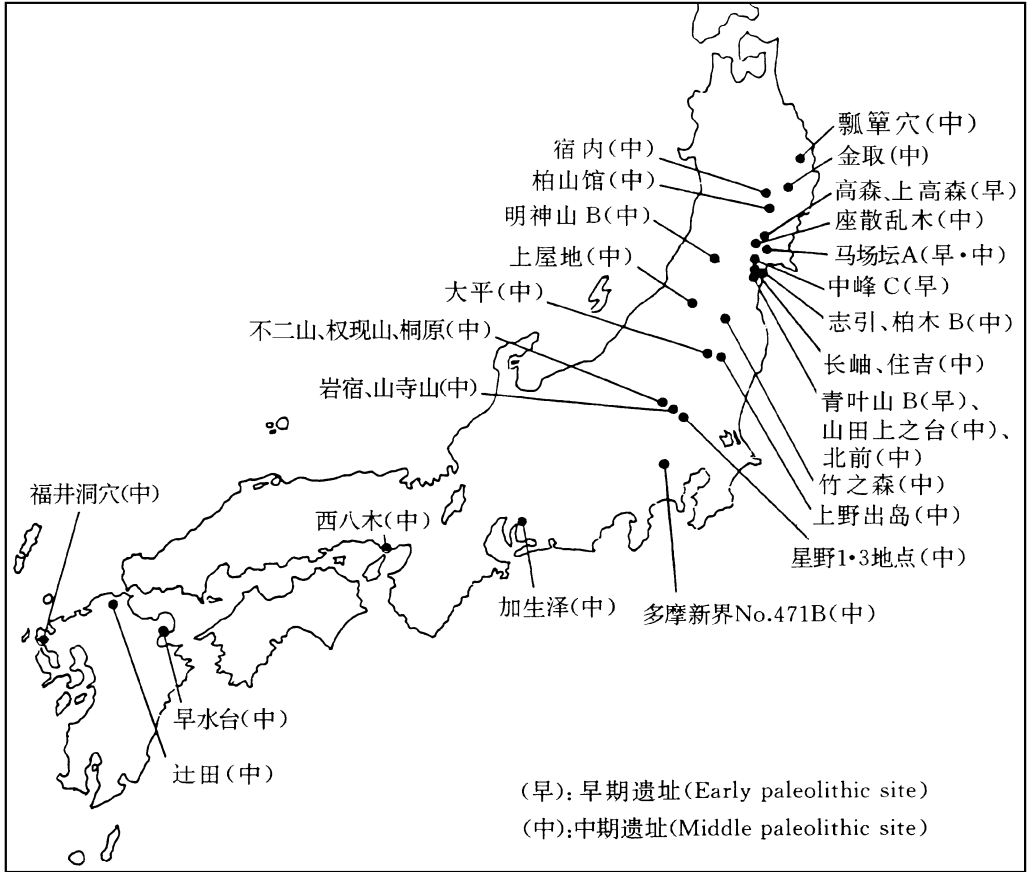 瓢箪穴(中)
宿内(中)
金取(中)
柏山馆(中)
高森、上高森(早)
明神山 B(中)
座散乱木(中)
上屋地(中)
马场坛A(早·中)
大平(中)
中峰 C(早)
不二山、权现山、桐原(中)
志引、柏木 B(中)
长岫、住吉(中)
岩宿、山寺山(中)
青叶山 B(早)、
山田上之台(中)、
北前(中)
竹之森(中)
福井洞穴(中)
上野出岛(中)
西八木(中)
星野1·3地点(中)
加生泽(中)
多摩新界No.471B(中)
早水台(中)
辻田(中)
(早): 早期遗址(Early paleolithic site)
(中):中期遗址(Middle paleolithic site)